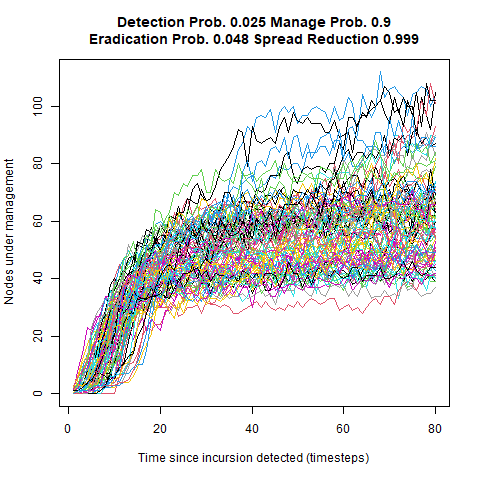 Detection Prob. 0.025 Manage Prob. 0.9
Eradication Prob. 0.048 Spread Reduction 0.999
Nodes under management
100
80
60
40
20
0
0 20 40 60 80
Time since incursion detected (timesteps)